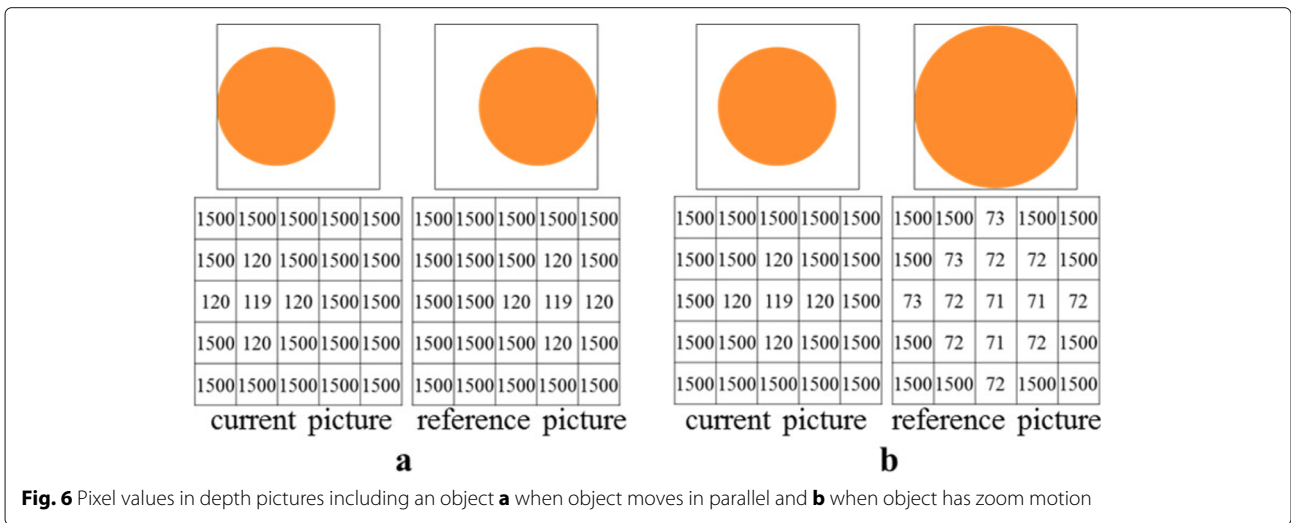 1500 1500 1500 1500 1500
1500 120 1500 1500 1500
120 119 120 1500 1500
1500 120 1500 1500 1500
1500 1500 1500 1500 1500
current picture
1500 1500 1500 1500 1500
1500 1500 1500 120 1500
1500 1500 120 119 120
1500 1500 1500 120 1500
1500 1500 1500 1500 1500
reference picture
a
1500 1500 1500 1500 1500
1500 1500 120 1500 1500
1500 120 119 120 1500
1500 1500 120 1500 1500
1500 1500 1500 1500 1500
current picture
1500 1500 73 1500 1500
1500 73 72 72 1500
73 72 71 71 72
1500 72 71 72 1500
1500 1500 72 1500 1500
reference picture
b
Fig. 6 Pixel values in depth pictures including an object a when object moves in parallel and b when object has zoom motion